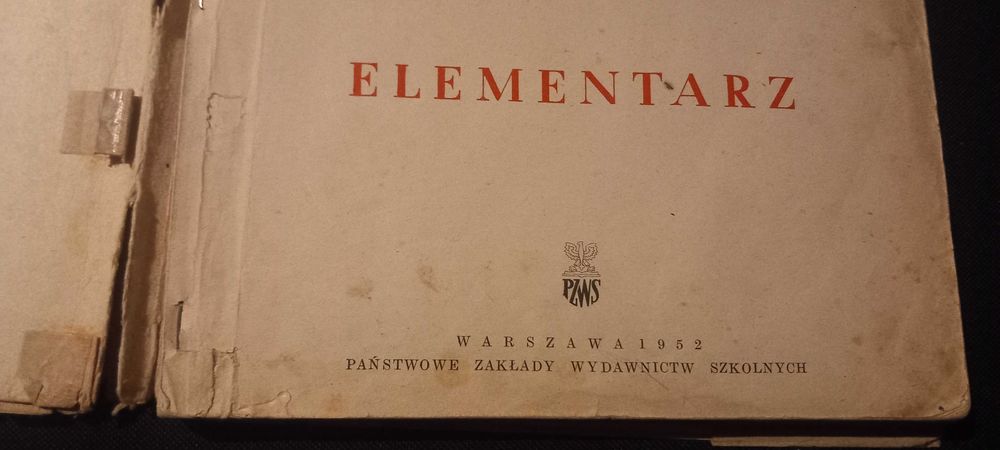 ELEMENTARZ
PZWS
WARSZAWA 1952
PAŃSTWOWE ZAKŁADY WYDAWNICTW SZKOLNYCH